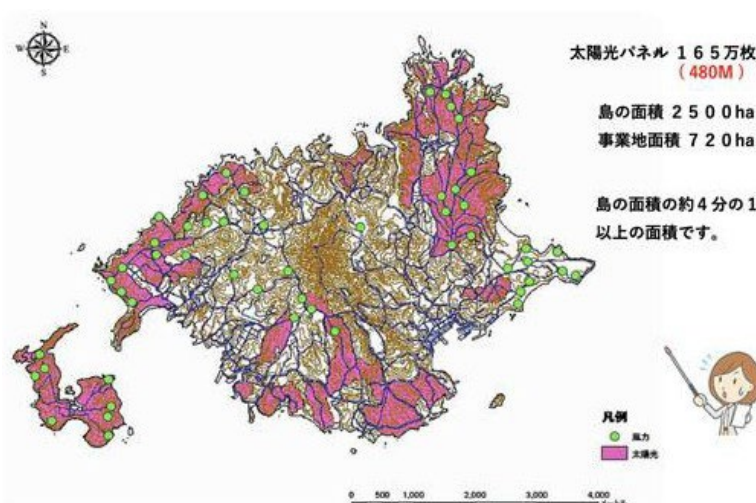 N
W E
S
太陽光パネル 165万枚
(480M)
島の面積 2500ha
事業地面積 720ha
島の面積の約4分の1
以上の面積です。
凡例
風力
太陽光
0 500 1,000 2,000 3,000 4,000